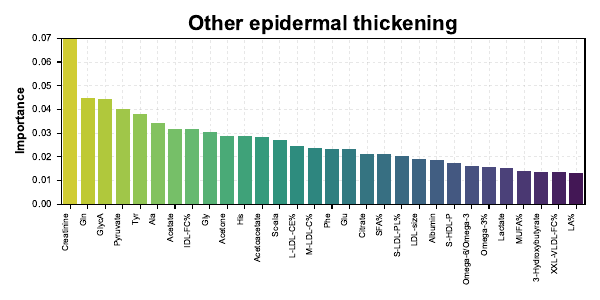 Other epidermal thickening
Importance
0.07
0.06
0.05
0.04
0.03
0.02
0.01
0.00
Creatinine
Gln
GlycA
Pyruvate
Tyr
Ala
Acetate
IDL-FC%
Gly
Acetone
His
Acetoacetate
L-LDL-CE%
M-LDL-C%
Phe
Glu
Citrate
SFA%
S-LDL-PL%
LDL-size
Albumin
S-HDL-P
Omega-6/Omega-3
Omega-3%
Lactate
MUFA%
3-Hydroxybutyrate
XXL-VLDL-FC%
LA%